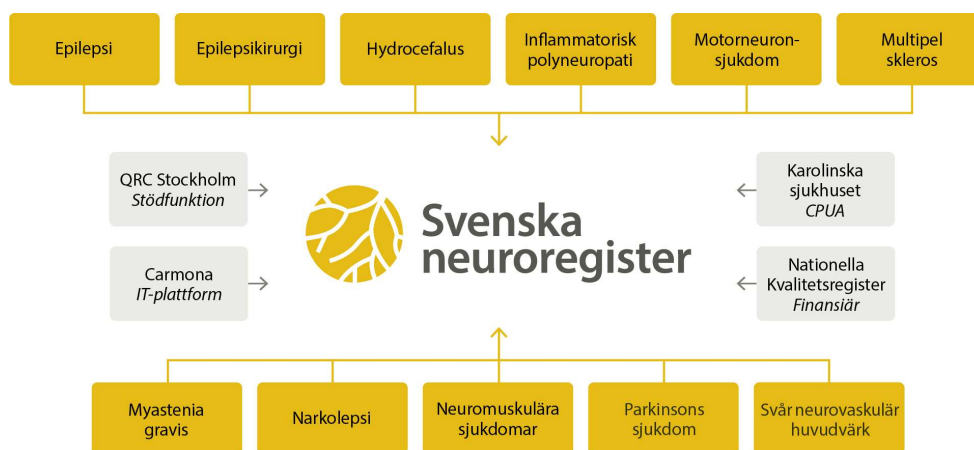 Epilepsi
Epilepsikirurgi
Hydrocefalus
Inflammatorisk
polyneuropati
Motorneuron-
sjukdom
Multipel
skleros
QRC Stockholm
Stödfunktion
Carmona
IT-plattform
Svenska
neuroregister
Karolinska
sjukhuset
CPUA
Nationella
Kvalitetsregister
Finansiär
Myastenia
gravis
Narkolepsi
Neuromuskulära
sjukdomar
Parkinsons
sjukdom
Svår neurovaskulär
huvudvärk